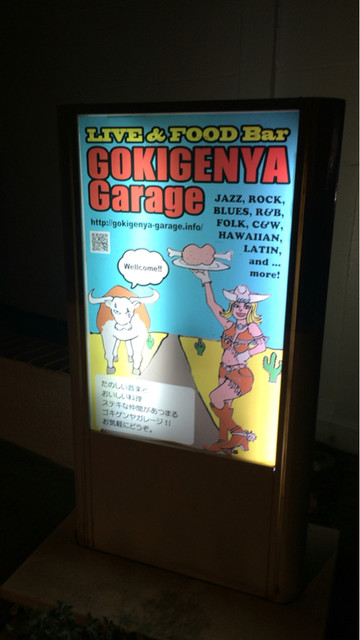 LIVE & FOOD Bar
GOKIGENYA
Garage
JAZZ, ROCK,
BLUES, R&B,
FOLK, C&W,
HAWAIIAN,
LATIN,
and ...
more!
http://gokigenya-garage.info/
Wellcome!!
たのしい音楽と
おいしい料理
ステキな仲間があつまる
ゴキゲンヤガレージ!!
お気軽にどうぞ。